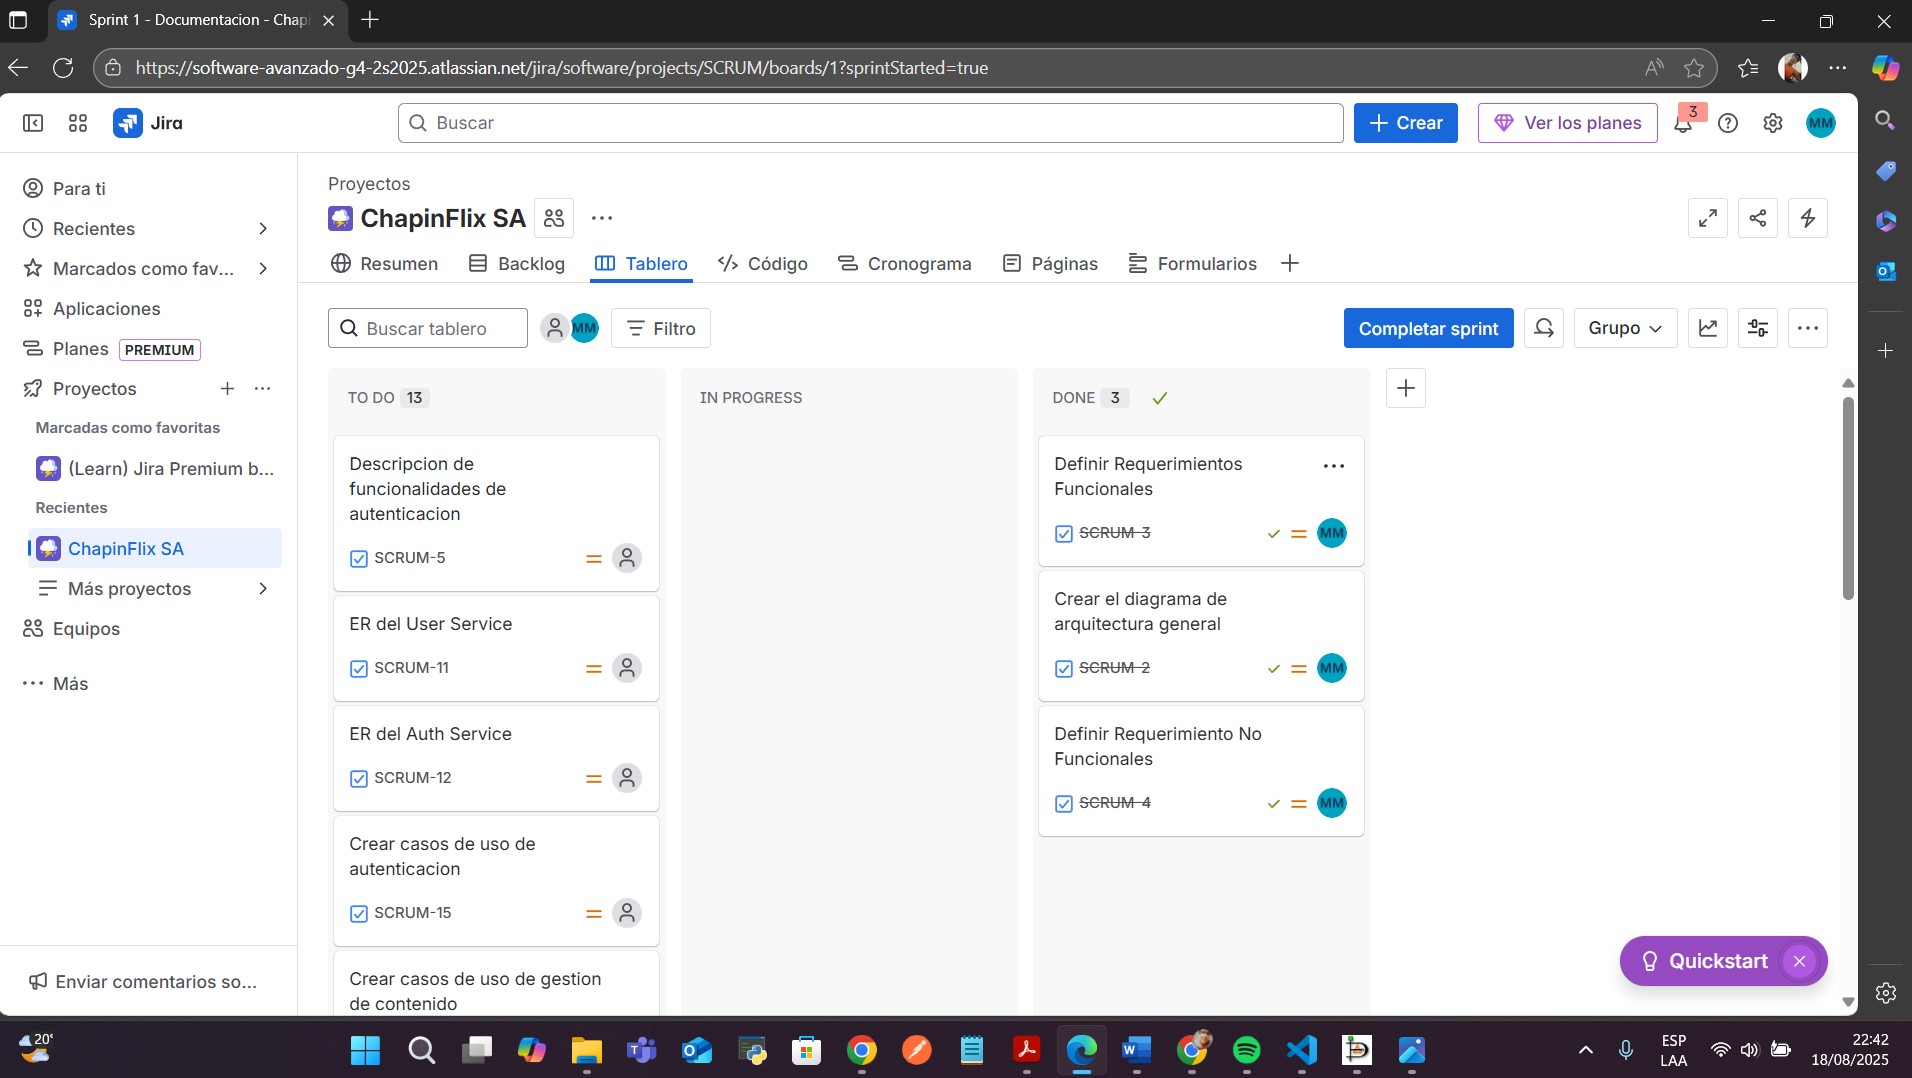 Sprint 1 - Documentacion - Chapi
https://software-avanzado-g4-2s2025.atlassian.net/jira/software/projects/SCRUM/boards/1?sprintStarted=true
Jira
Buscar
Crear
Ver los planes
3
MM
Para ti
Recientes
Marcados como fav...
Aplicaciones
Planes PREMIUM
Proyectos
Marcadas como favoritas
(Learn) Jira Premium b...
Recientes
ChapinFlix SA
Más proyectos
Equipos
Más
Enviar comentarios so...
Proyectos
ChapinFlix SA
Resumen
Backlog
Tablero
Código
Cronograma
Páginas
Formularios
Buscar tablero
MM
Filtro
Completar sprint
Grupo
TO DO 13
Descripcion de
funcionalidades de
autenticacion
SCRUM-5
ER del User Service
SCRUM-11
ER del Auth Service
SCRUM-12
Crear casos de uso de
autenticacion
SCRUM-15
Crear casos de uso de gestion
de contenido
IN PROGRESS
DONE 3
Definir Requerimientos
Funcionales
SCRUM-3
MM
Crear el diagrama de
arquitectura general
SCRUM-2
MM
Definir Requerimiento No
Funcionales
SCRUM-4
MM
Quickstart
20°
ESP
LAA
22:42
18/08/2025